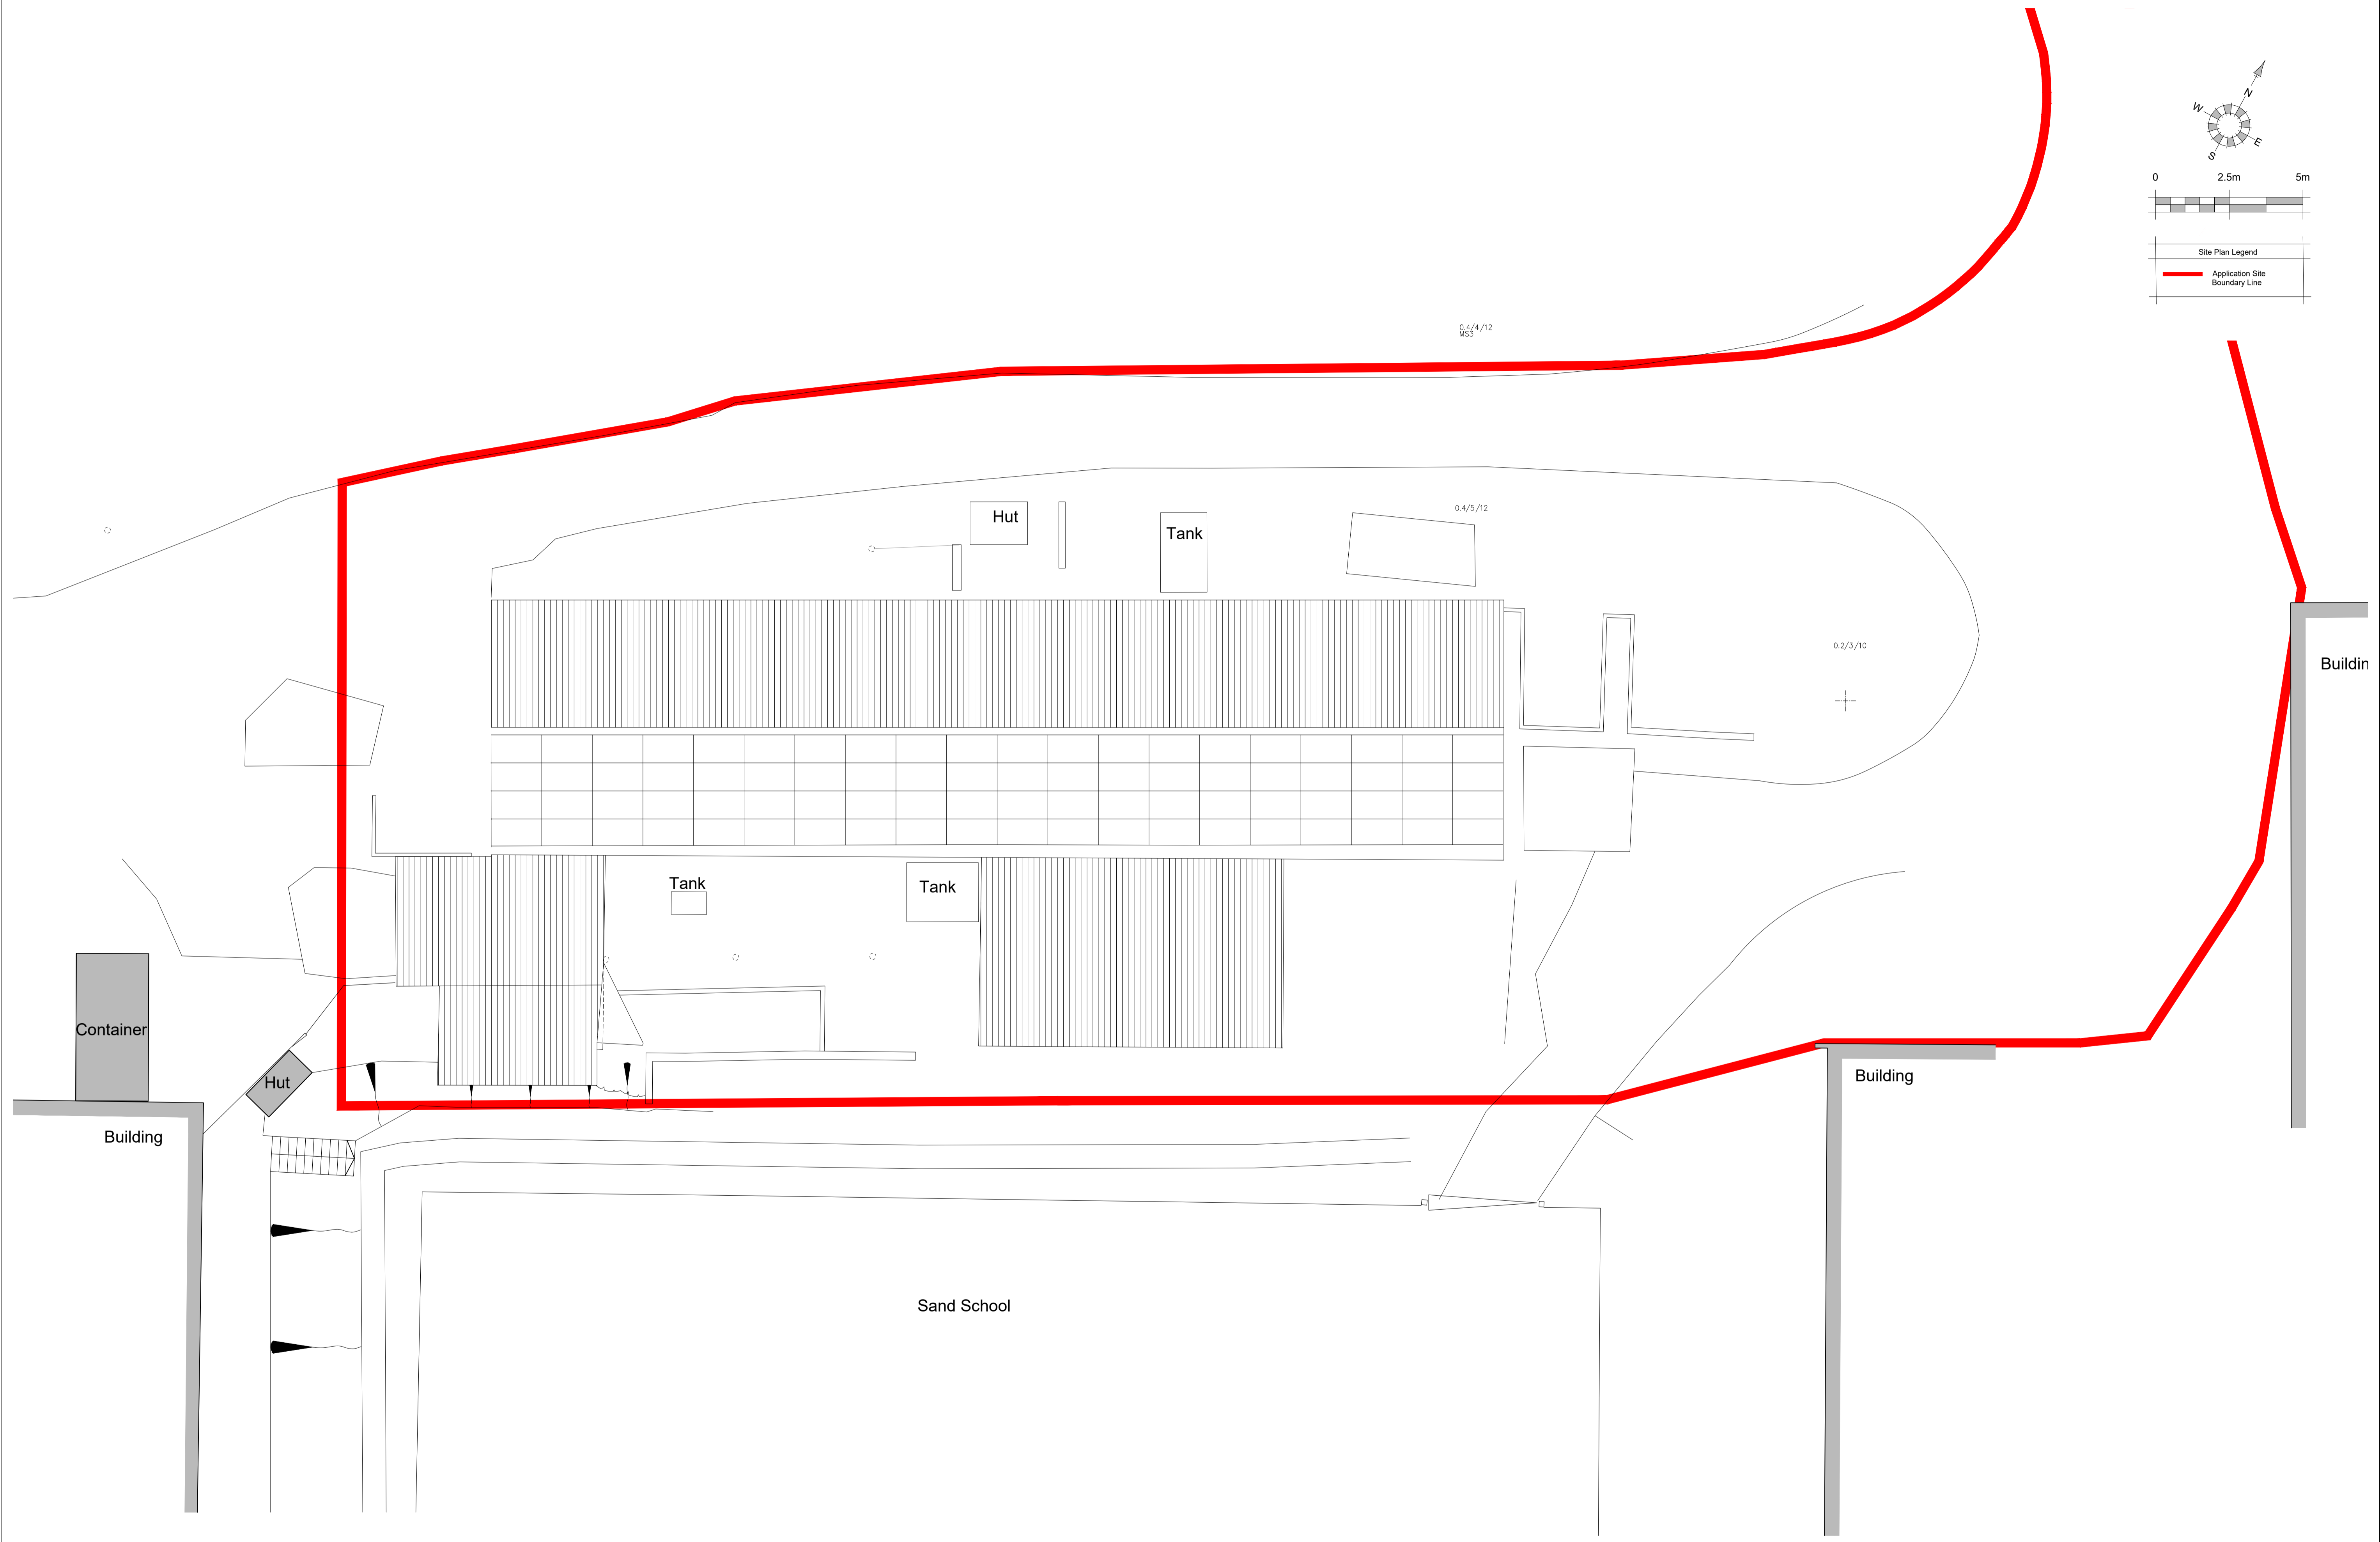 N
W
E
S
0 2.5m 5m
Site Plan Legend
Application Site
Boundary Line
0.4/4/12
MS3
Hut
0.4/5/12
Tank
0.2/3/10
Buildin
Tank
Tank
Container
Hut
Building
Building
Sand School